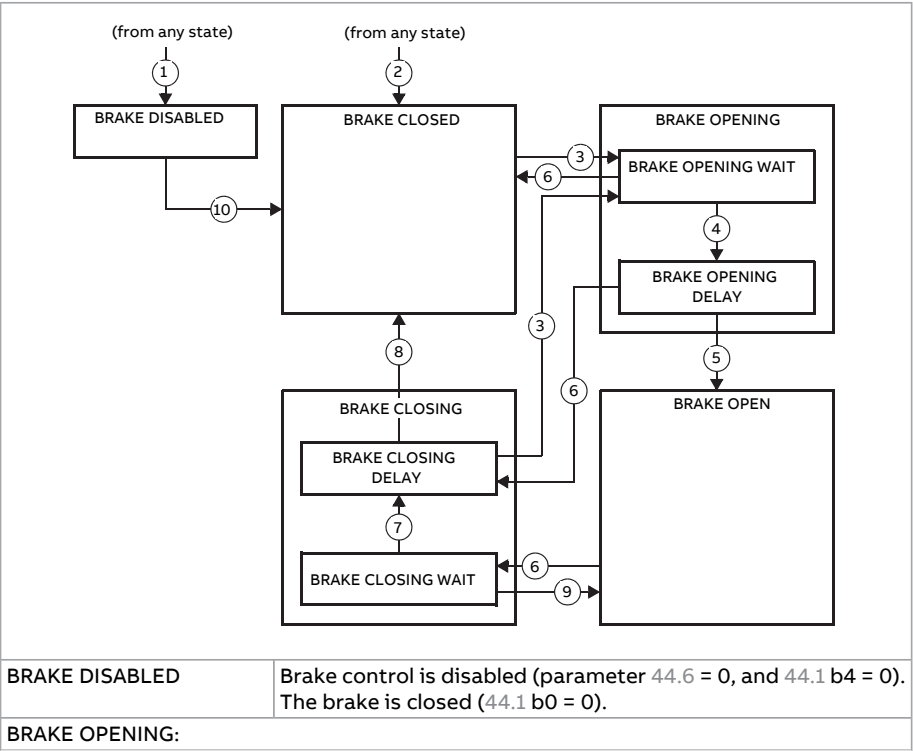 (from any state)
(from any state)
1
2
BRAKE DISABLED
BRAKE CLOSED
BRAKE OPENING
3
BRAKE OPENING WAIT
6
10
4
BRAKE OPENING
DELAY
3
8
5
6
BRAKE CLOSING
BRAKE OPEN
BRAKE CLOSING
DELAY
7
6
BRAKE CLOSING WAIT
9
BRAKE DISABLED
Brake control is disabled (parameter 44.6 = 0, and 44.1 b4 = 0).
The brake is closed (44.1 b0 = 0).
BRAKE OPENING: